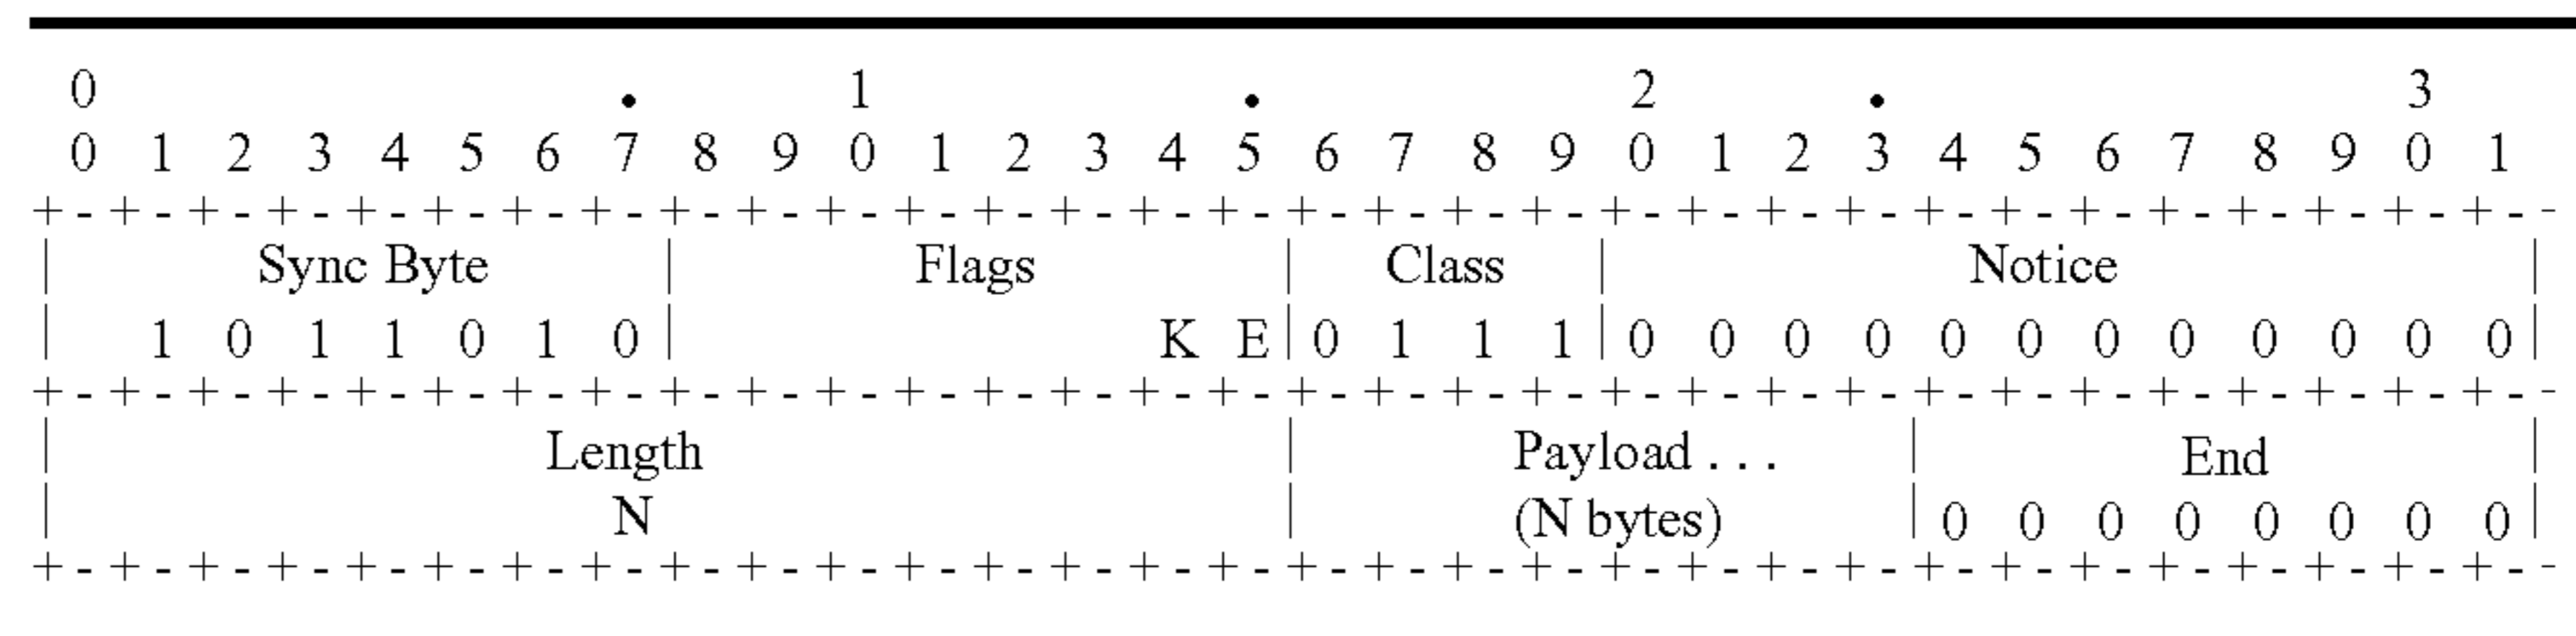 0 . 1 . 2 . 3
0 1 2 3 4 5 6 7 8 9 0 1 2 3 4 5 6 7 8 9 0 1 2 3 4 5 6 7 8 9 0 1
+-+-+-+-+-+-+-+-+-+-+-+-+-+-+-+-+-+-+-+-+-+-+-+-+-+-+-+-+-+-+-+--
| Sync Byte | Flags | Class | Notice |
| 1 0 1 1 0 1 0 | K E | 0 1 1 1 | 0 0 0 0 0 0 0 0 0 0 0 0 |
+-+-+-+-+-+-+-+-+-+-+-+-+-+-+-+-+-+-+-+-+-+-+-+-+-+-+-+-+-+-+-+--
| Length | Payload . . . | End |
| N | (N bytes) | 0 0 0 0 0 0 0 0 |
+-+-+-+-+-+-+-+-+-+-+-+-+-+-+-+-+-+-+-+-+-+-+-+-+-+-+-+-+-+-+-+--